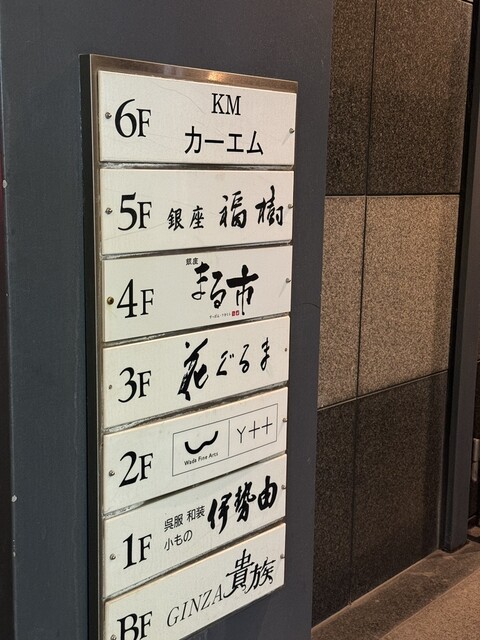 6F
KM
カーエム
5F 銀座 福樹
銀座
4F まる市
3F 花ぐるま
2F Y++
Wada Fine Arts
呉服 和装
1F 小もの 伊勢由
BF GINZA 貴族